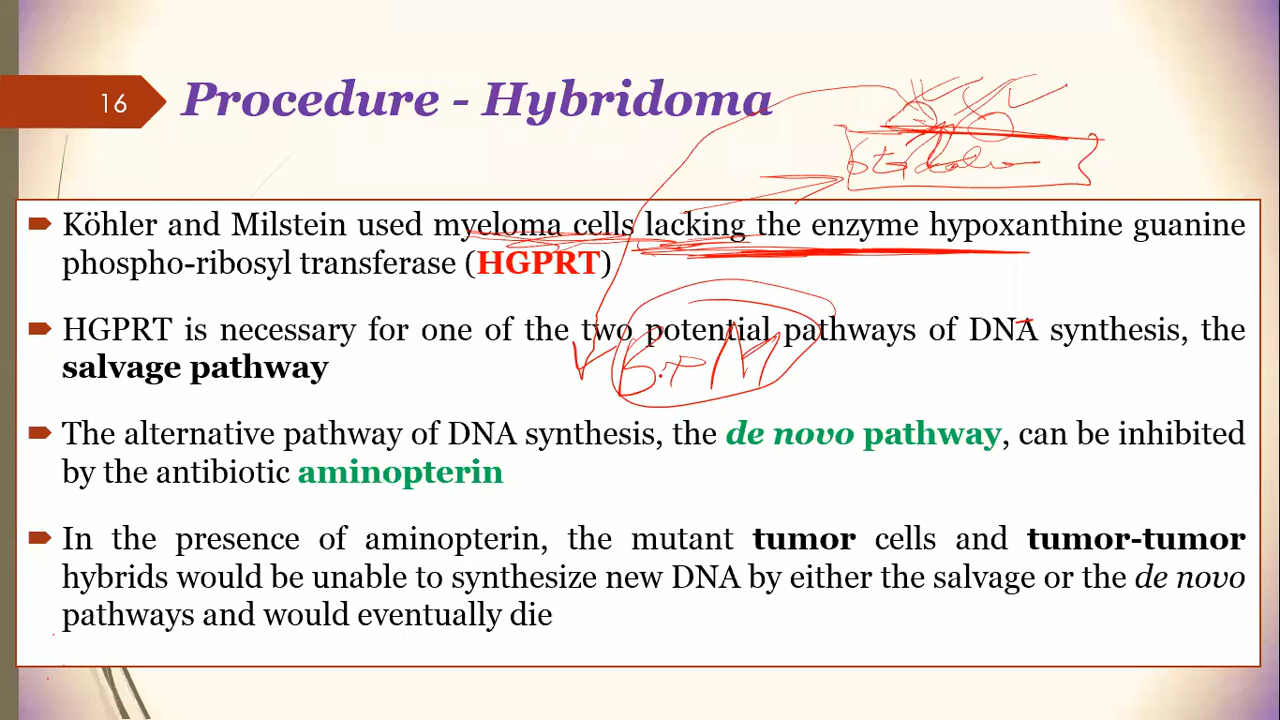 16
Procedure - Hybridoma
Köhler and Milstein used myeloma cells lacking the enzyme hypoxanthine guanine
phospho-ribosyl transferase (HGPRT)
HGPRT is necessary for one of the two potential pathways of DNA synthesis, the
salvage pathway
The alternative pathway of DNA synthesis, the de novo pathway, can be inhibited
by the antibiotic aminopterin
In the presence of aminopterin, the mutant tumor cells and tumor-tumor
hybrids would be unable to synthesize new DNA by either the salvage or the de novo
pathways and would eventually die